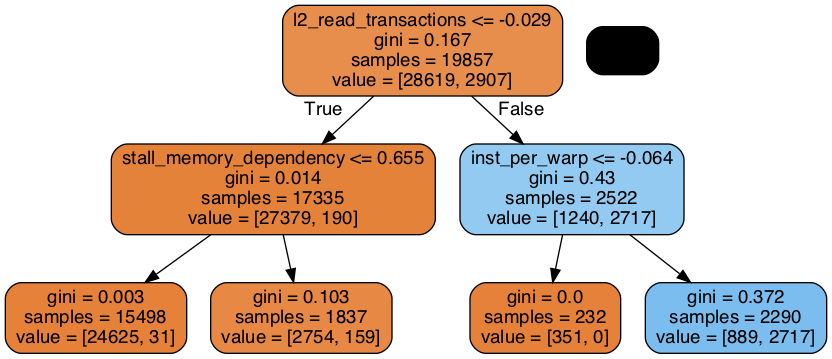 l2_read_transactions <= -0.029
gini = 0.167
samples = 19857
value = [28619, 2907]
True
False
stall_memory_dependency <= 0.655
gini = 0.014
samples = 17335
value = [27379, 190]
inst_per_warp <= -0.064
gini = 0.43
samples = 2522
value = [1240, 2717]
gini = 0.003
samples = 15498
value = [24625, 31]
gini = 0.103
samples = 1837
value = [2754, 159]
gini = 0.0
samples = 232
value = [351, 0]
gini = 0.372
samples = 2290
value = [889, 2717]